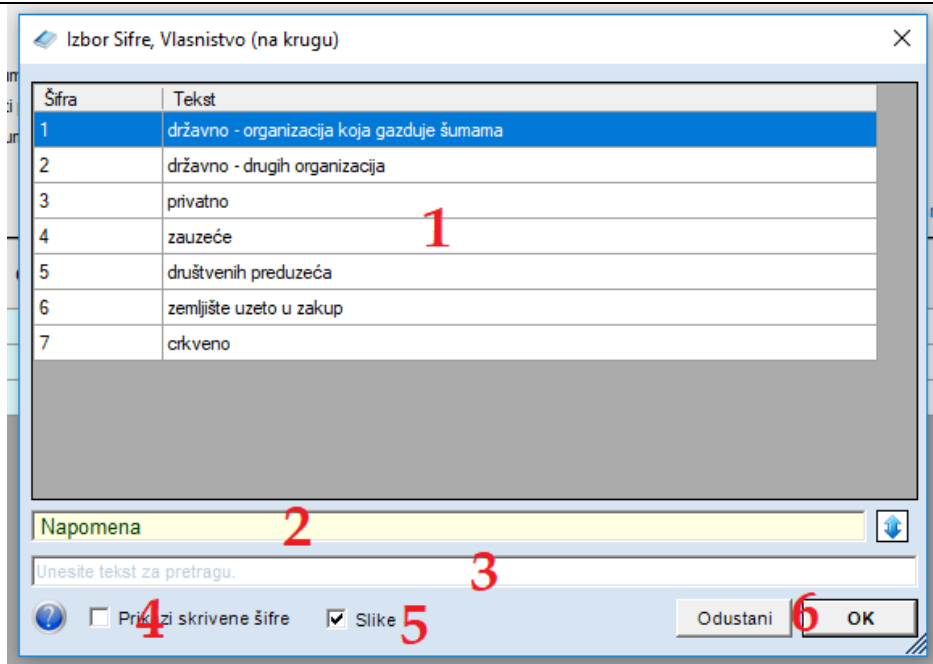 Izbor Sifre, Vlasnistvo (na krugu)
Šifra Tekst
1 državno - organizacija koja gazduje šumama
2 državno - drugih organizacija
3 privatno
4 zauzeće
5 društvenih preduzeća
6 zemljište uzeto u zakup
7 crkveno
1
Napomena 2
Unesite tekst za pretragu. 3
Prikazi skrivene šifre 4 Slike 5 Odustani 6 OK